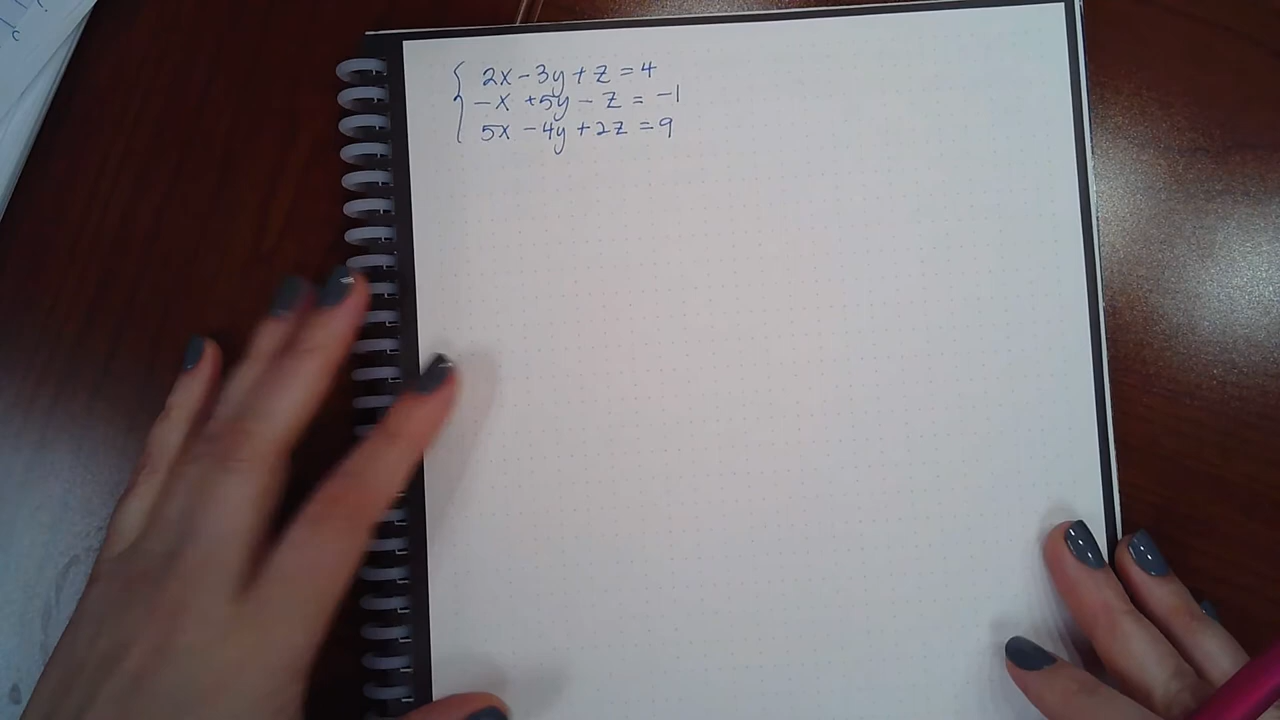 2x - 3y + z = 4
-x + 5y - z = -1
5x - 4y + 2z = 9